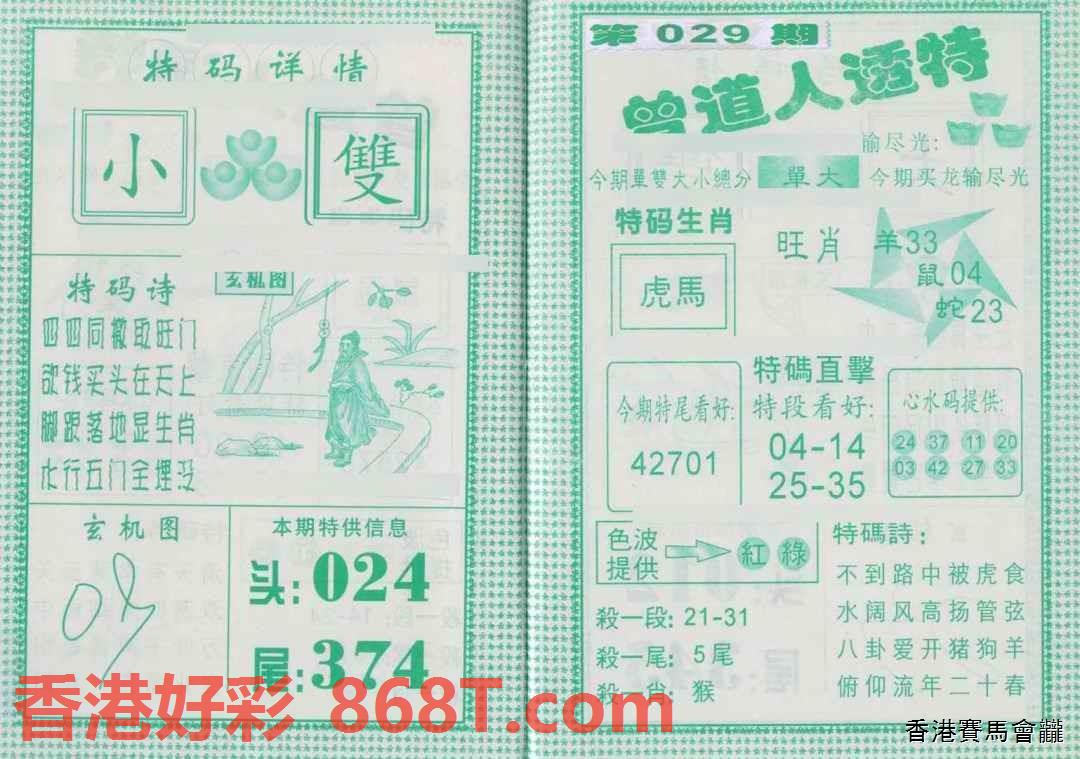 特码详情
小 雙
特码诗
玄机图
四四同撤取旺门
欲钱买头在天上
脚跟落地显生肖
七行五门全埋没
玄机图
本期特供信息
头:024
尾:374
第 029 期
曾道人透特
输尽光:
今期單雙大小總分 單大 今期买龙输尽光
特码生肖
虎馬
旺肖
羊33
鼠04
蛇23
今期特尾看好:
42701
特碼直擊
特段看好:
04-14
25-35
心水码提供:
24 37 11 20
03 42 27 33
色波
提供
紅 綠
殺一段: 21-31
殺一尾: 5尾
殺一肖: 猴
特碼詩:
不到路中被虎食
水阔风高扬管弦
八卦爱开猪狗羊
俯仰流年二十春
香港好彩 868T.com
香港賽馬會